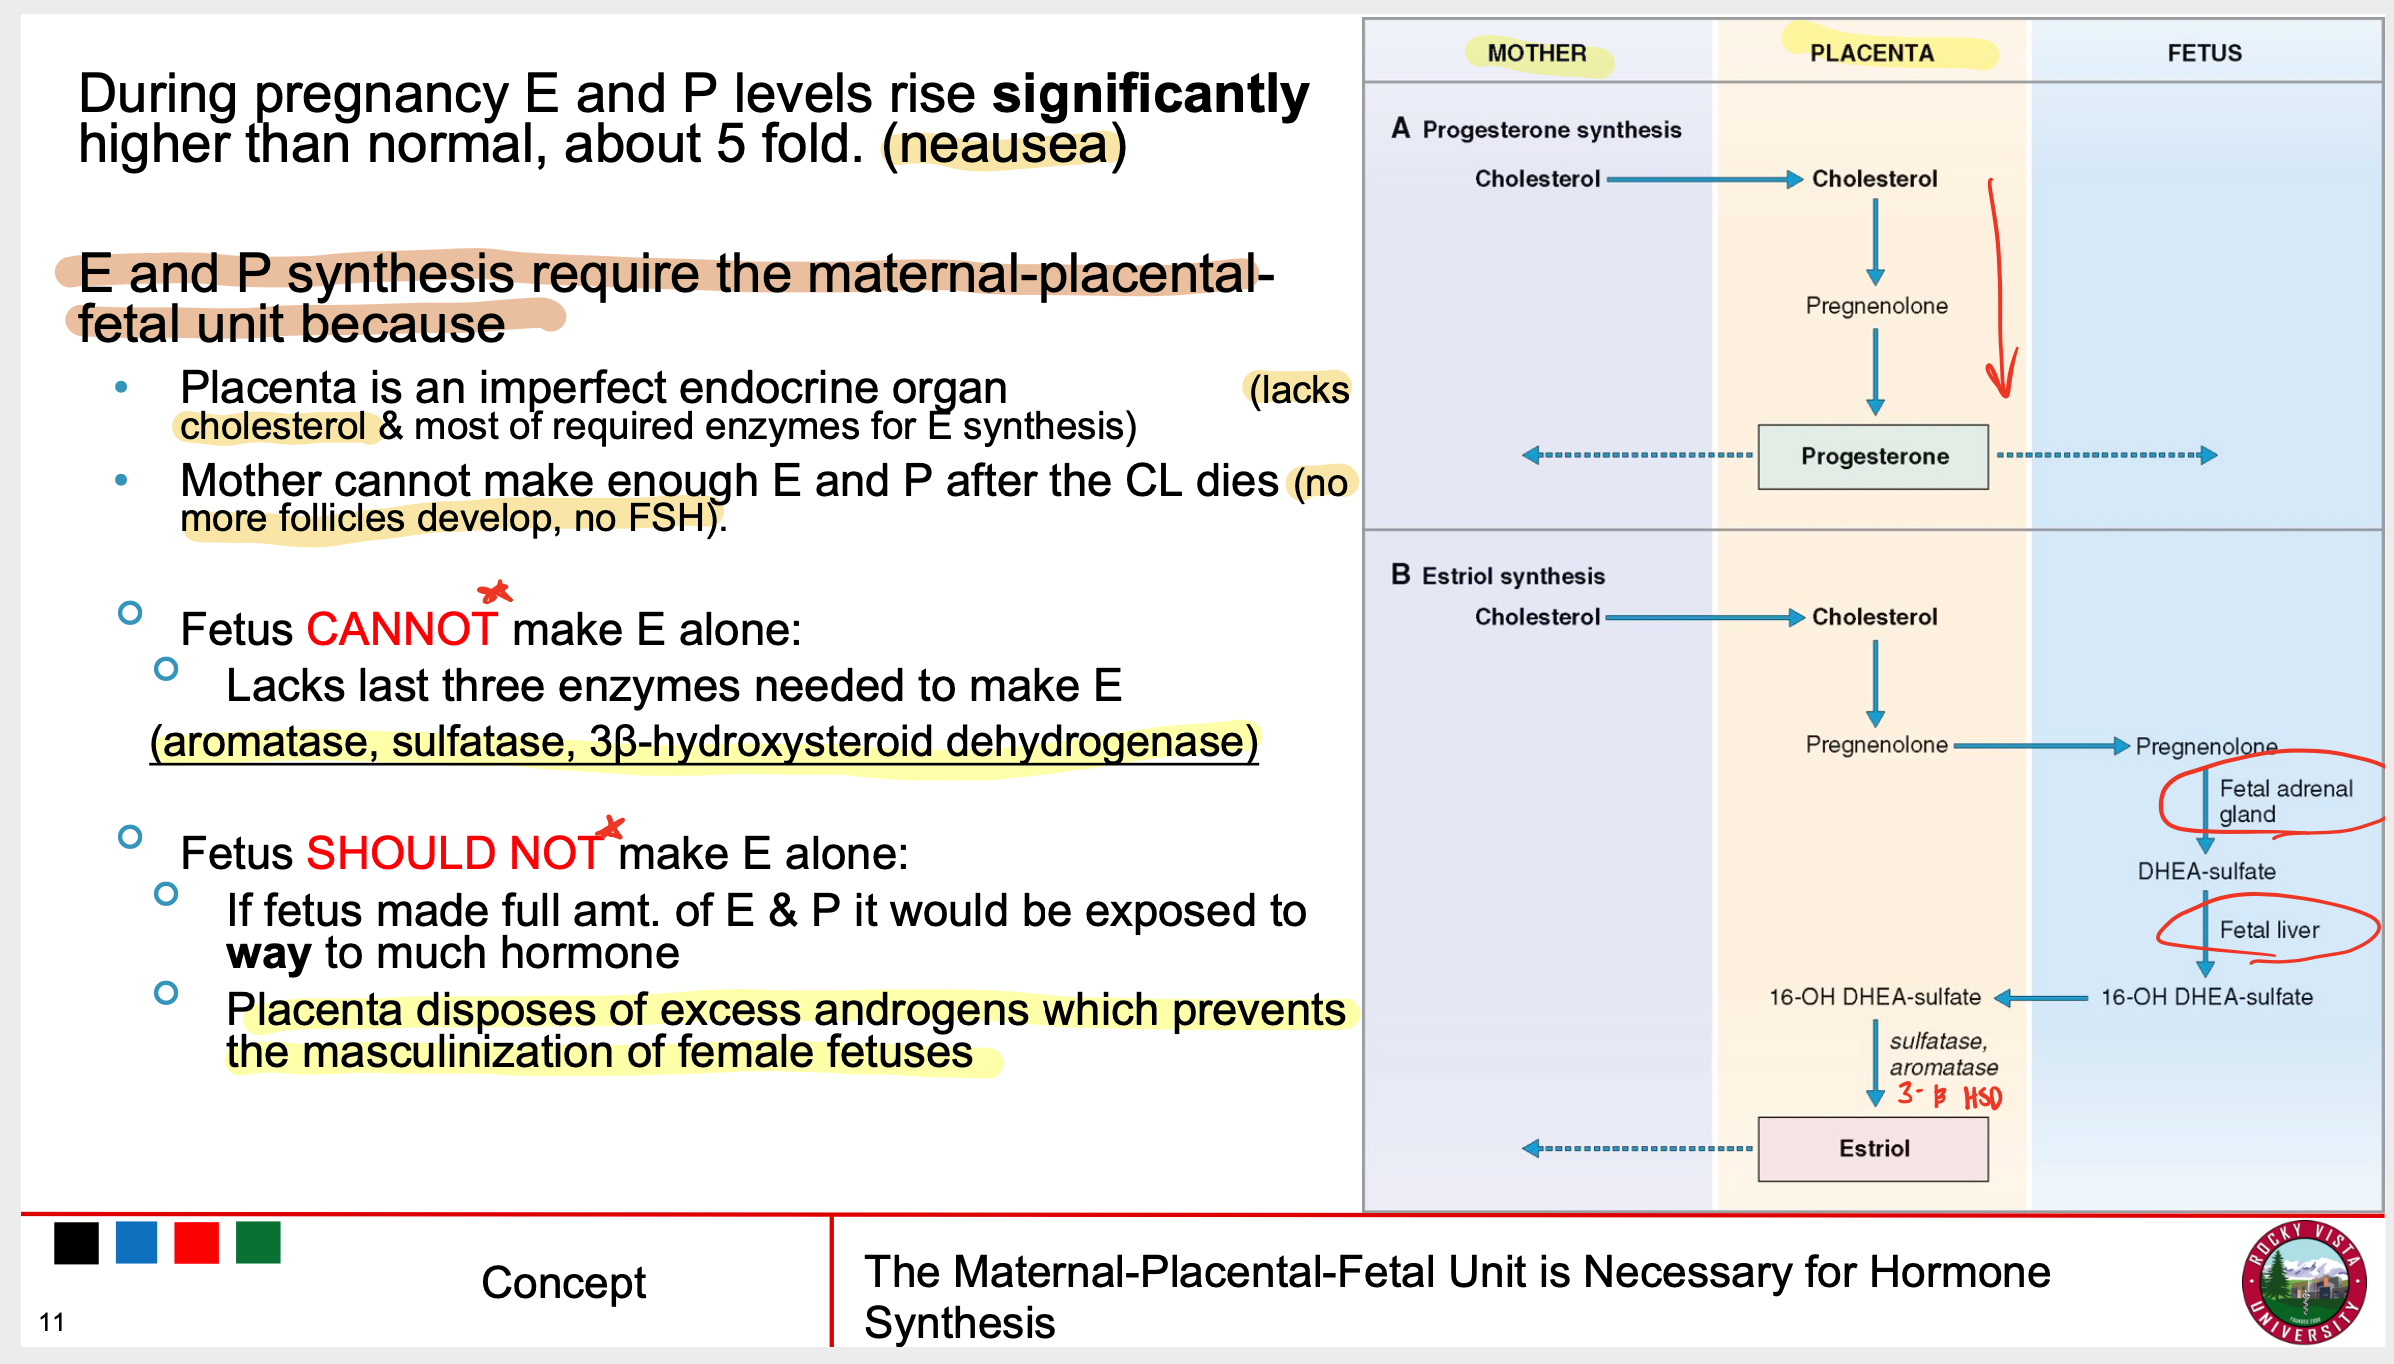 During pregnancy E and P levels rise significantly
higher than normal, about 5 fold. (neausea)
E and P synthesis require the maternal-placental-
fetal unit because
• Placenta is an imperfect endocrine organ (lacks
cholesterol & most of required enzymes for E synthesis)
• Mother cannot make enough E and P after the CL dies (no
more follicles develop, no FSH).
Fetus CANNOT make E alone:
Lacks last three enzymes needed to make E
(aromatase, sulfatase, 3β-hydroxysteroid dehydrogenase)
Fetus SHOULD NOT make E alone:
If fetus made full amt. of E & P it would be exposed to
way to much hormone
Placenta disposes of excess androgens which prevents
the masculinization of female fetuses
MOTHER PLACENTA FETUS
A Progesterone synthesis
Cholesterol Cholesterol
Pregnenolone
Progesterone
B Estriol synthesis
Cholesterol Cholesterol
Pregnenolone Pregnenolone
Fetal adrenal
gland
DHEA-sulfate
Fetal liver
16-OH DHEA-sulfate 16-OH DHEA-sulfate
sulfatase,
aromatase
3-β HSD
Estriol
11
Concept
The Maternal-Placental-Fetal Unit is Necessary for Hormone
Synthesis
ROCKY VISTA
UNIVERSITY